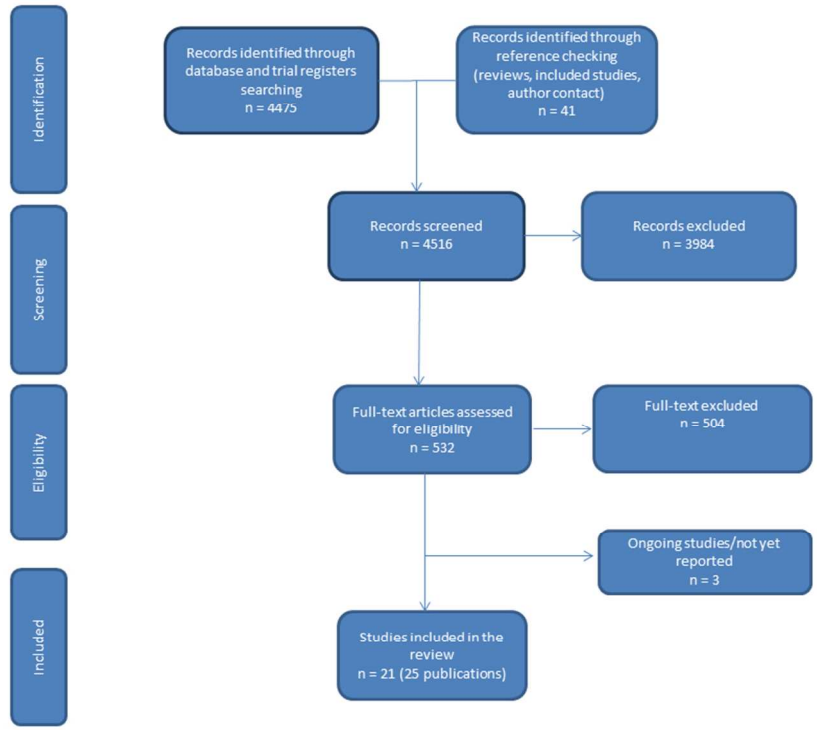 Identification
Records identified through
database and trial registers
searching
n = 4475
Records identified through
reference checking
(reviews, included studies,
author contact)
n = 41
Screening
Records screened
n = 4516
Records excluded
n = 3984
Eligibility
Full-text articles assessed
for eligibility
n = 532
Full-text excluded
n = 504
Ongoing studies/not yet
reported
n = 3
Included
Studies included in the
review
n = 21 (25 publications)